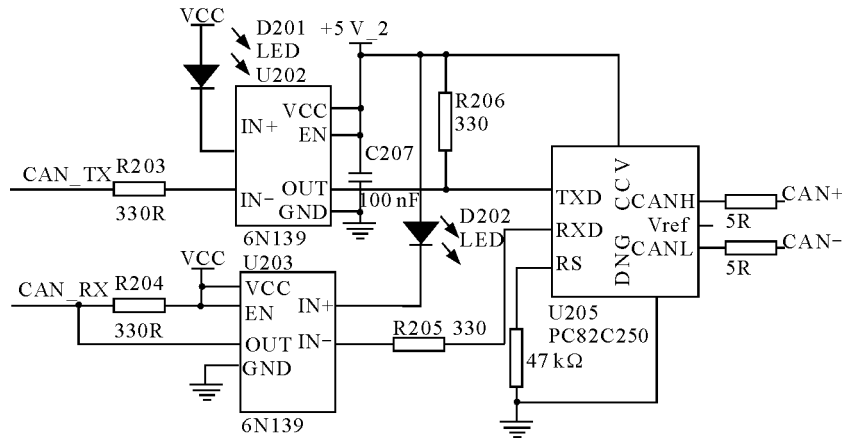 VCC
D201
LED
U202
+5 V_2
VCC
EN
IN+
R206
330
C207
100 nF
CAN_TX
R203
330R
IN-
OUT
GND
6N139
D202
LED
TXD
CCV
CANH
RXD
Vref
RS
DNG
CANL
CAN+
5R
CAN-
5R
U205
PC82C250
VCC
U203
CAN_RX
R204
330R
VCC
EN
IN+
OUT
IN-
GND
R205 330
47 kΩ
6N139